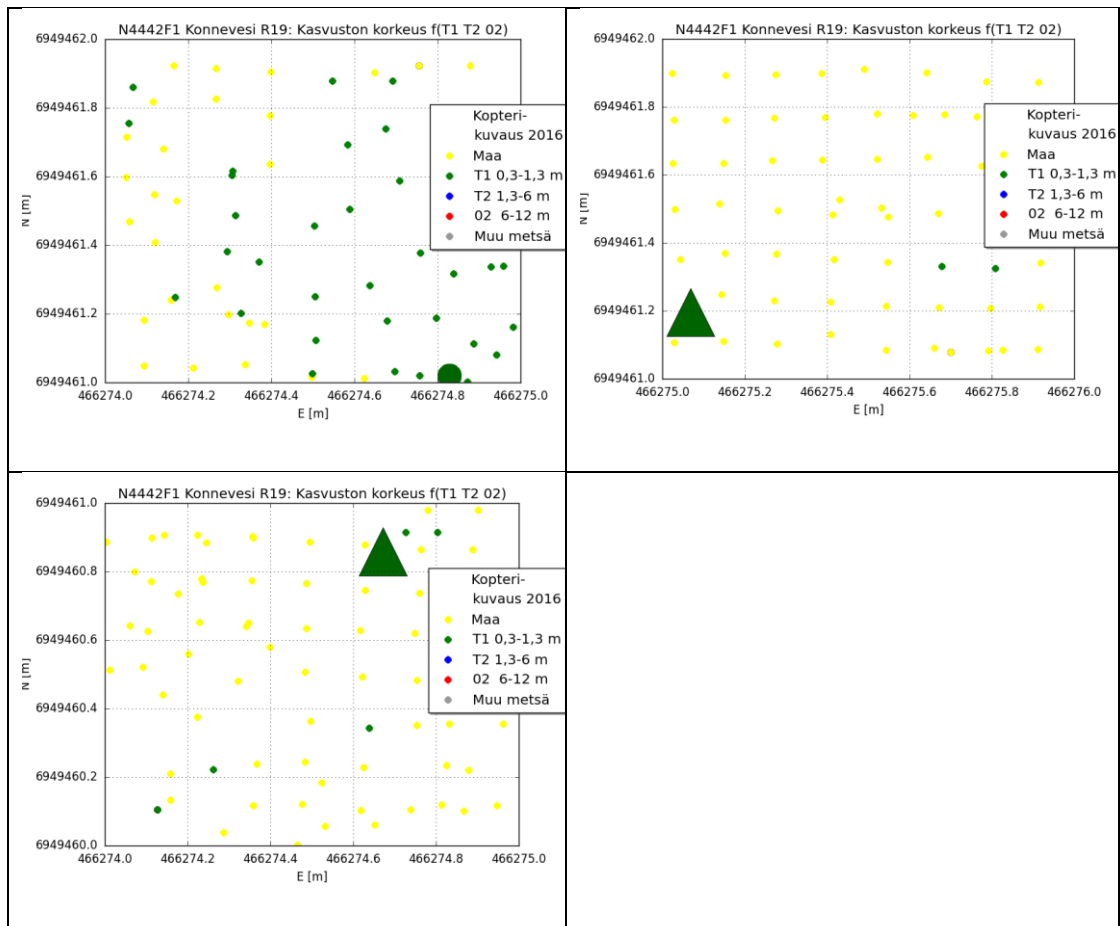 N4442F1 Konnevesi R19: Kasvuston korkeus f(T1 T2 02)
6949462.0
6949461.8
6949461.6
6949461.4
6949461.2
6949461.0
N [m]
466274.0 466274.2 466274.4 466274.6 466274.8 466275.0
E [m]
Kopteri-
kuvaus 2016
Maa
T1 0,3-1,3 m
T2 1,3-6 m
02 6-12 m
Muu metsä
N4442F1 Konnevesi R19: Kasvuston korkeus f(T1 T2 02)
6949462.0
6949461.8
6949461.6
6949461.4
6949461.2
6949461.0
N [m]
466275.0 466275.2 466275.4 466275.6 466275.8 466276.0
E [m]
Kopteri-
kuvaus 2016
Maa
T1 0,3-1,3 m
T2 1,3-6 m
02 6-12 m
Muu metsä
N4442F1 Konnevesi R19: Kasvuston korkeus f(T1 T2 02)
6949461.0
6949460.8
6949460.6
6949460.4
6949460.2
6949460.0
N [m]
466274.0 466274.2 466274.4 466274.6 466274.8 466275.0
E [m]
Kopteri-
kuvaus 2016
Maa
T1 0,3-1,3 m
T2 1,3-6 m
02 6-12 m
Muu metsä